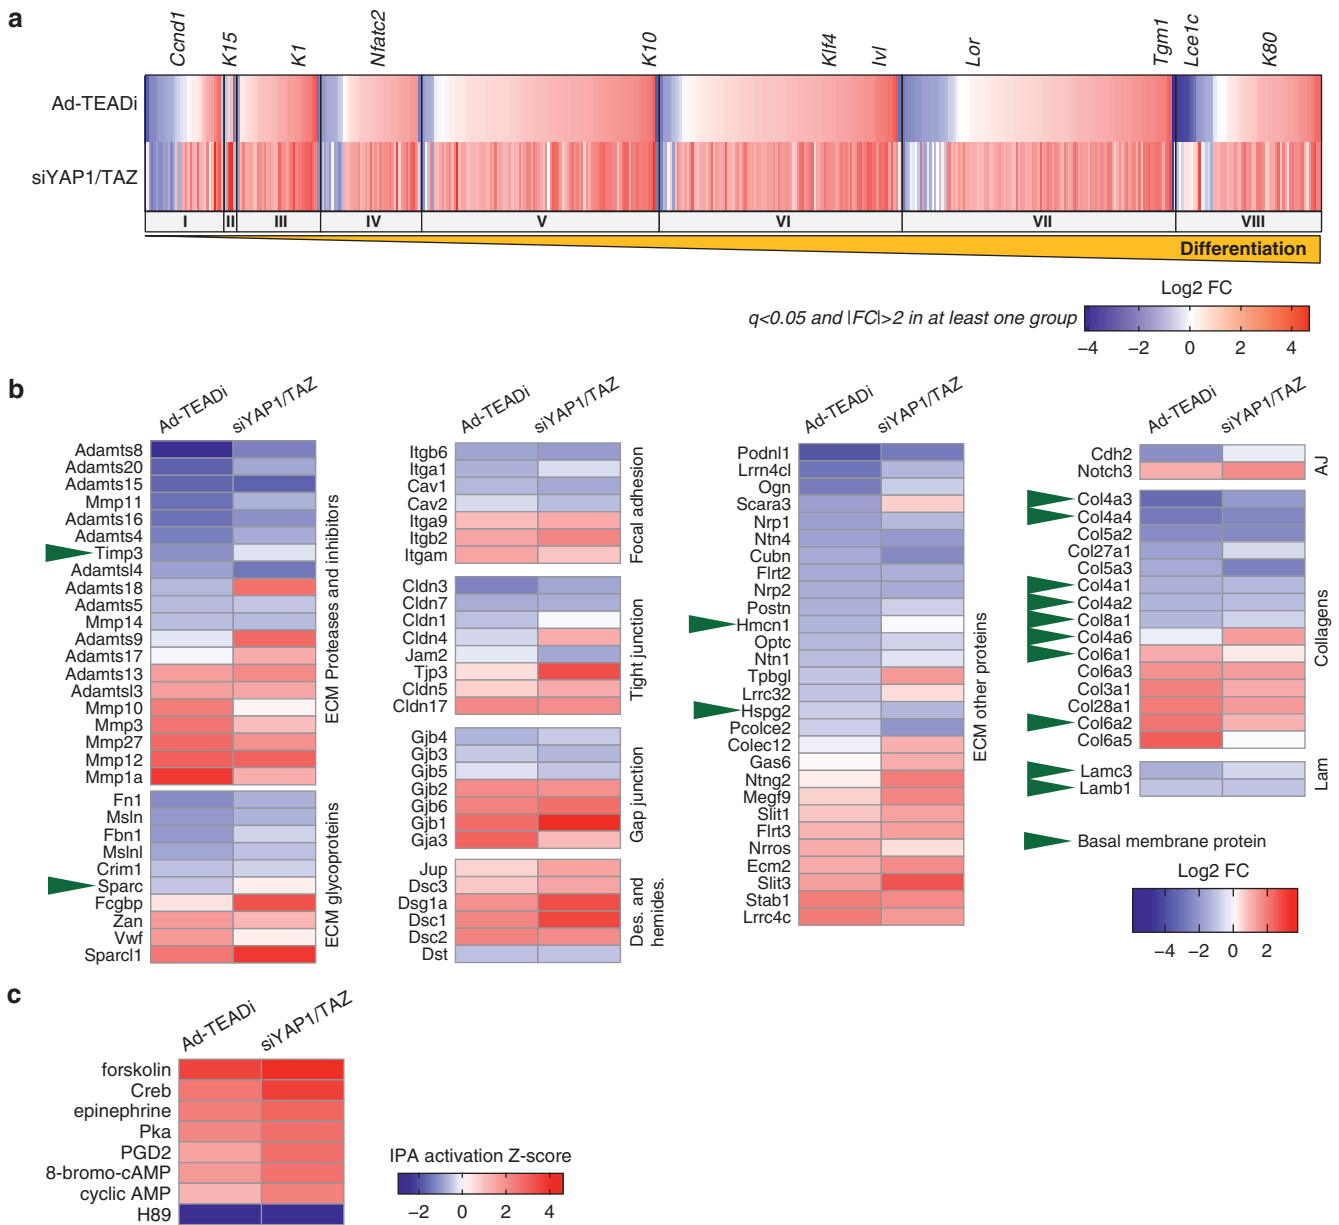 a
Ccnd1 K15 K1 Nfatc2 K10 Klf4 Ivl Lor Tgm1 Lce1c K80
Ad-TEADi
siYAP1/TAZ
I II III IV V VI VII VIII
Differentiation
Log2 FC
q<0.05 and |FC|>2 in at least one group
−4 −2 0 2 4
b
Ad-TEADi siYAP1/TAZ
Adamts8
Adamts20
Adamts15
Mmp11
Adamts16
Adamts4
Timp3
Adamtsl4
Adamts18
Adamts5
Mmp14
Adamts9
Adamts17
Adamts13
Adamtsl3
Mmp10
Mmp3
Mmp27
Mmp12
Mmp1a
ECM Proteases and inhibitors
Fn1
Msln
Fbn1
Mslnl
Crim1
Sparc
Fcgbp
Zan
Vwf
Sparcl1
ECM glycoproteins
Ad-TEADi siYAP1/TAZ
Itgb6
Itga1
Cav1
Cav2
Itga9
Itgb2
Itgam
Focal adhesion
Cldn3
Cldn7
Cldn1
Cldn4
Jam2
Tjp3
Cldn5
Cldn17
Tight junction
Gjb4
Gjb3
Gjb5
Gjb2
Gjb6
Gjb1
Gja3
Gap junction
Jup
Dsc3
Dsg1a
Dsc1
Dsc2
Dst
Des. and
hemides.
Ad-TEADi siYAP1/TAZ
Podnl1
Lrrn4cl
Ogn
Scara3
Nrp1
Ntn4
Cubn
Flrt2
Nrp2
Postn
Hmcn1
Optc
Ntn1
Tpbgl
Lrrc32
Hspg2
Pcolce2
Colec12
Gas6
Ntng2
Megf9
Slit1
Flrt3
Nrros
Ecm2
Slit3
Stab1
Lrrc4c
ECM other proteins
Ad-TEADi siYAP1/TAZ
Cdh2
Notch3
AJ
Col4a3
Col4a4
Col5a2
Col27a1
Col5a3
Col4a1
Col4a2
Col8a1
Col4a6
Col6a1
Col6a3
Col3a1
Col28a1
Col6a2
Col6a5
Collagens
Lamc3
Lamb1
Lam
Basal membrane protein
Log2 FC
−4 −2 0 2
c
Ad-TEADi siYAP1/TAZ
forskolin
Creb
epinephrine
Pka
PGD2
8-bromo-cAMP
cyclic AMP
H89
IPA activation Z-score
−2 0 2 4